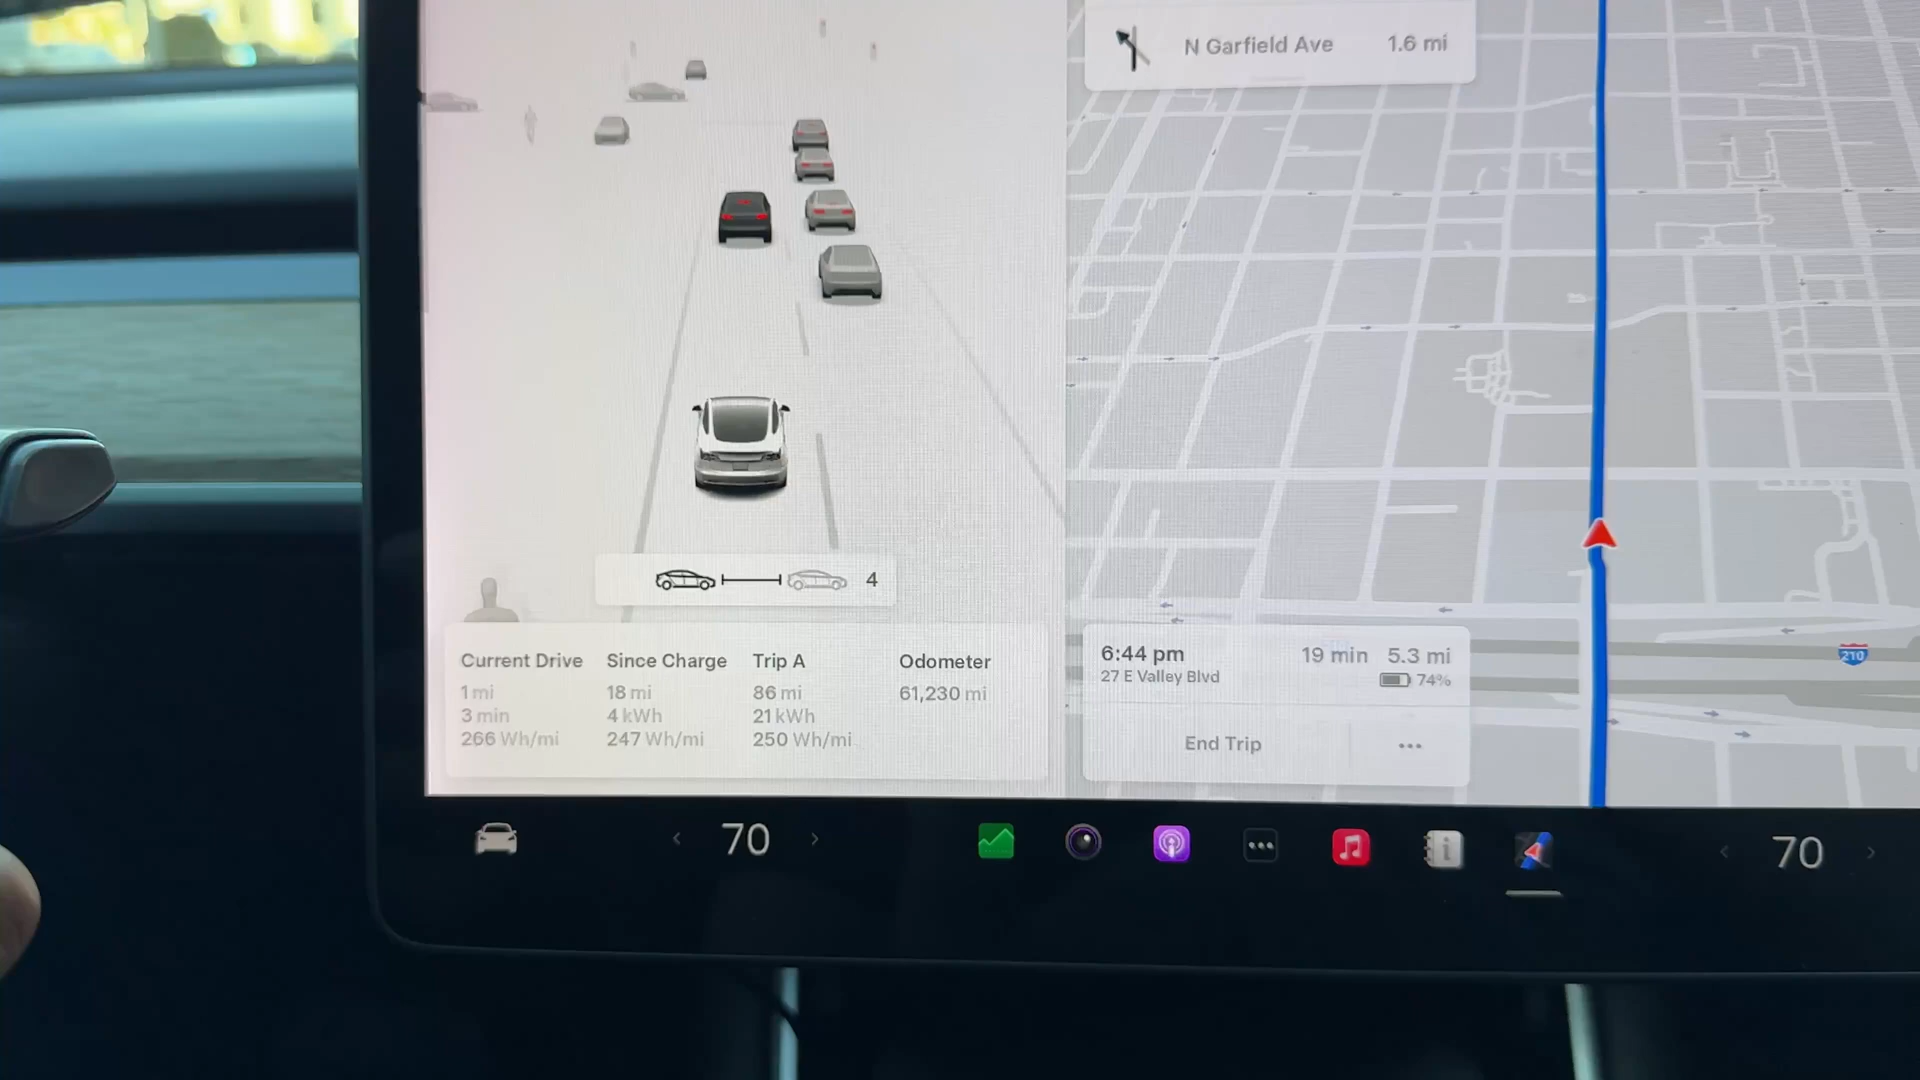 N Garfield Ave 1.6 mi
4
Current Drive Since Charge Trip A Odometer
1 mi 18 mi 86 mi 61,230 mi
3 min 4 kWh 21 kWh
266 Wh/mi 247 Wh/mi 250 Wh/mi
6:44 pm 19 min 5.3 mi
27 E Valley Blvd 74%
End Trip
210
70 70